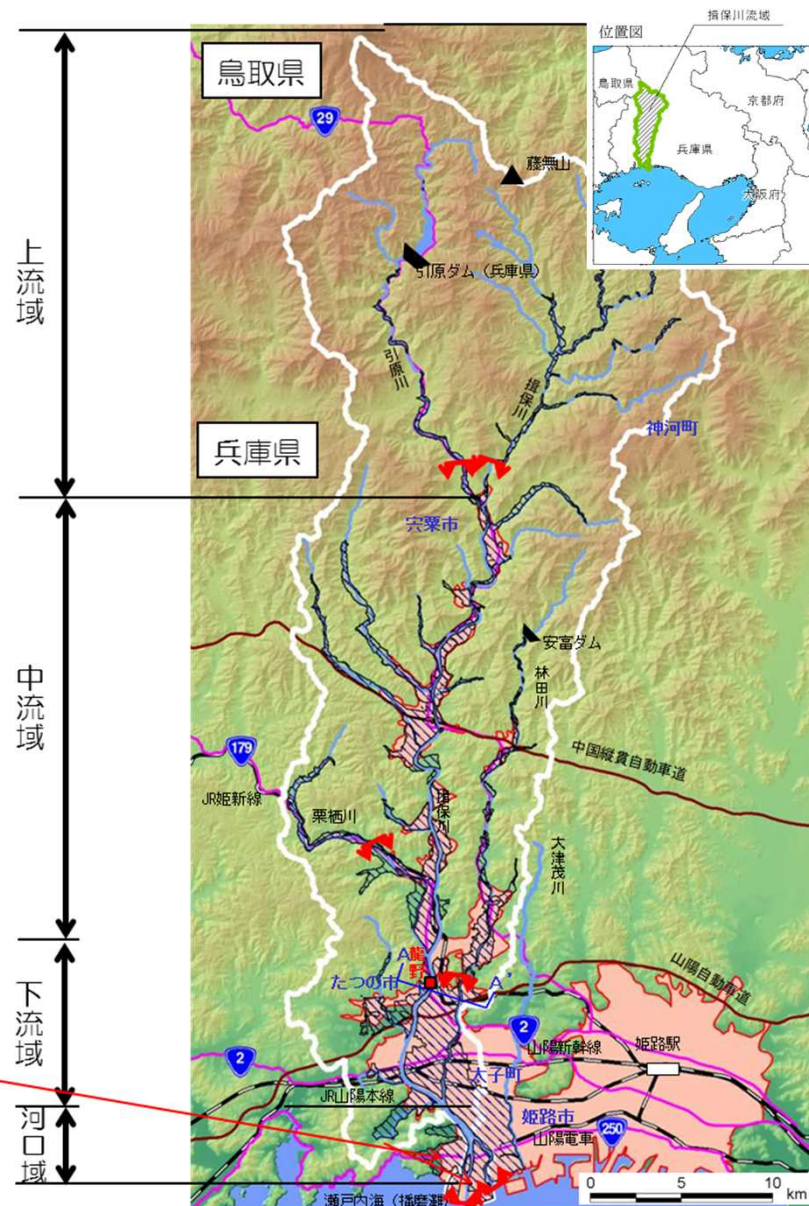 揖保川流域
位置図
鳥取県
京都府
兵庫県
大阪府
鳥取県
29
藤無山
引原ダム（兵庫県）
上流域
引原川
揖保川
神河町
兵庫県
宍粟市
安富ダム
林田川
中流域
中国縦貫自動車道
179
JR姫新線
栗栖川
揖保川
大津茂川
山陽自動車道
A
龍野
たつの市
A'
下流域
2
2
山陽新幹線
姫路駅
太子町
JR山陽本線
河口域
姫路市
山陽電車
250
瀬戸内海（播磨灘）
0 5 10
km